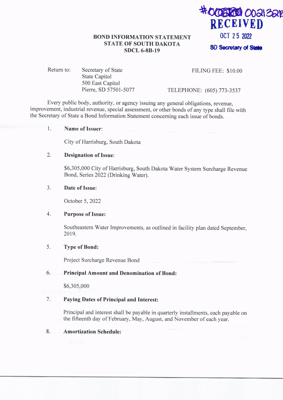 RECEIVED
OCT 25 2022
SD Secretary of State
BOND INFORMATION STATEMENT
STATE OF SOUTH DAKOTA
SDCL 6-8B-19
Return to: Secretary of State FILING FEE: $10.00
State Capitol
500 East Capitol
Pierre, SD 57501-5077 TELEPHONE: (605) 773-3537
Every public body, authority, or agency issuing any general obligations, revenue,
improvement, industrial revenue, special assessment, or other bonds of any type shall file with
the Secretary of State a Bond Information Statement concerning each issue of bonds.
1. Name of Issuer:
City of Harrisburg, South Dakota
2. Designation of Issue:
$6,305,000 City of Harrisburg, South Dakota Water System Surcharge Revenue
Bond, Series 2022 (Drinking Water).
3. Date of Issue:
October 5, 2022
4. Purpose of Issue:
Southeastern Water Improvements, as outlined in facility plan dated September,
2019.
5. Type of Bond:
Project Surcharge Revenue Bond
6. Principal Amount and Denomination of Bond:
$6,305,000
7. Paying Dates of Principal and Interest:
Principal and interest shall be payable in quarterly installments, each payable on
the fifteenth day of February, May, August, and November of each year.
8. Amortization Schedule: